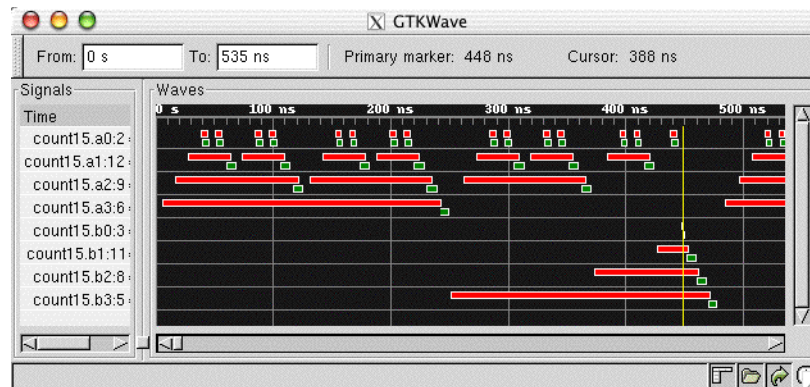 GTKWave
From: 0 s To: 535 ns Primary marker: 448 ns Cursor: 388 ns
Signals Waves
Time
0 s 100 ns 200 ns 300 ns 400 ns 500 ns
count15.a0:2
count15.a1:12
count15.a2:9
count15.a3:6
count15.b0:3
count15.b1:11
count15.b2:8
count15.b3:5